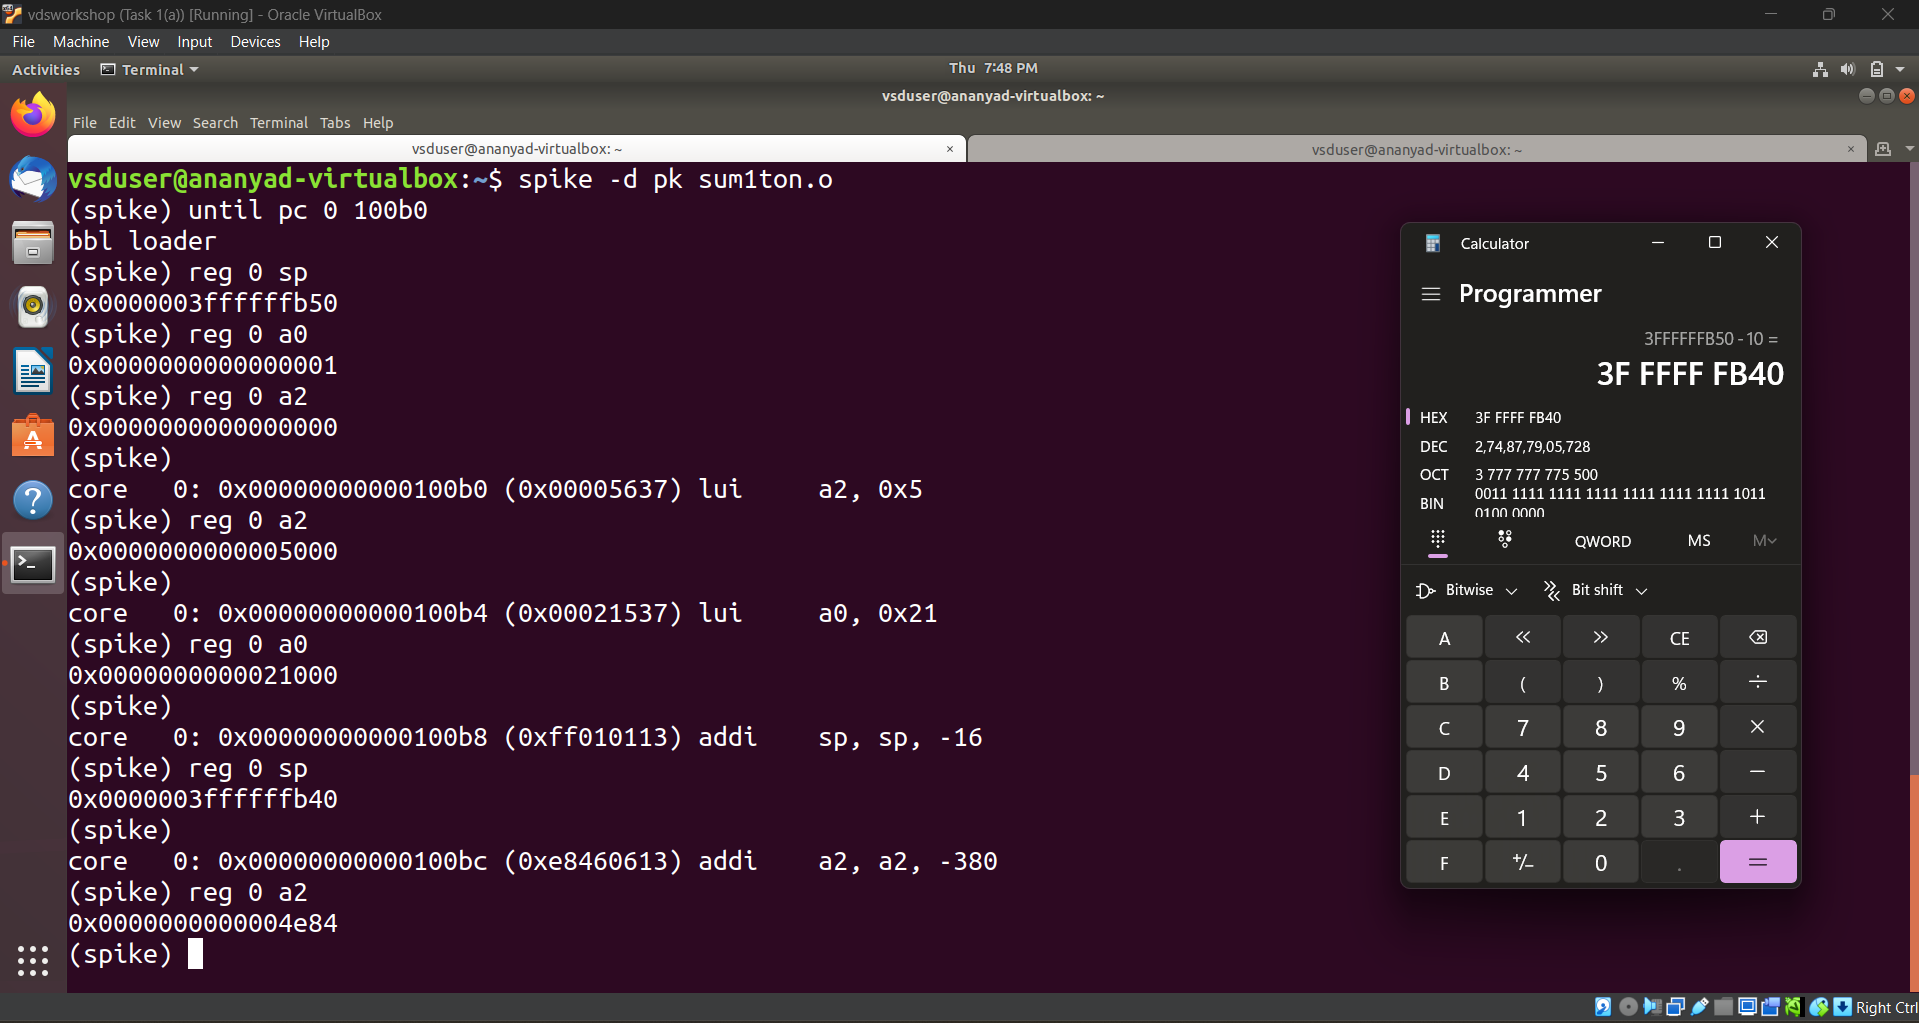 vdsworkshop (Task 1(a)) [Running] - Oracle VirtualBox
File Machine View Input Devices Help
Activities Terminal Thu 7:48 PM
vsduser@ananyad-virtualbox: ~
File Edit View Search Terminal Tabs Help
vsduser@ananyad-virtualbox: ~ × vsduser@ananyad-virtualbox: ~ ×
vsduser@ananyad-virtualbox:~$ spike -d pk sum1ton.o
(spike) until pc 0 100b0
bbl loader
(spike) reg 0 sp
0x0000003ffffffb50
(spike) reg 0 a0
0x0000000000000001
(spike) reg 0 a2
0x0000000000000000
(spike)
core   0: 0x00000000000100b0 (0x00005637) lui     a2, 0x5
(spike) reg 0 a2
0x0000000000005000
(spike)
core   0: 0x00000000000100b4 (0x00021537) lui     a0, 0x21
(spike) reg 0 a0
0x0000000000021000
(spike)
core   0: 0x00000000000100b8 (0xff010113) addi    sp, sp, -16
(spike) reg 0 sp
0x0000003ffffffb40
(spike)
core   0: 0x00000000000100bc (0xe8460613) addi    a2, a2, -380
(spike) reg 0 a2
0x0000000000004e84
(spike)
Calculator
Programmer
3FFFFFFB50 - 10 =
3F FFFF FB40
HEX 3F FFFF FB40
DEC 2,74,87,79,05,728
OCT 3 777 777 775 500
BIN 0011 1111 1111 1111 1111 1111 1111 1011
0100 0000
QWORD MS M
Bitwise Bit shift
A « » CE
B ( ) % ÷
C 7 8 9 ×
D 4 5 6 −
E 1 2 3 +
F +/− 0 . =
Right Ctrl